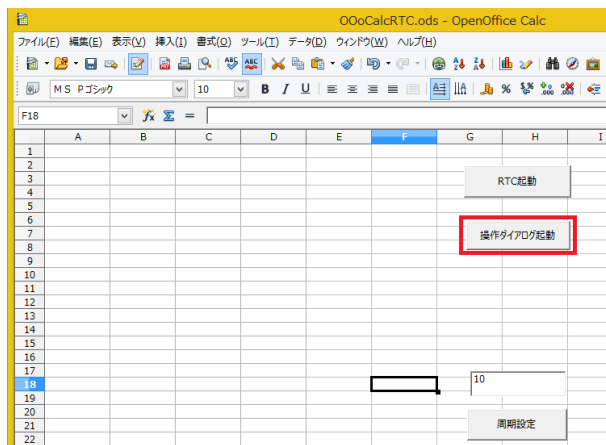 OOoCalcRTC.ods - OpenOffice Calc
ファイル(F) 編集(E) 表示(V) 挿入(I) 書式(O) ツール(T) データ(D) ウィンドウ(W) ヘルプ(H)
MS Pゴシック 10 B I U
F18 =
A B C D E F G H I
1
2
3 RTC起動
4
5
6
7 操作ダイアログ起動
8
9
10
11
12
13
14
15
16
17
18 10
19
20
21 周期設定
22